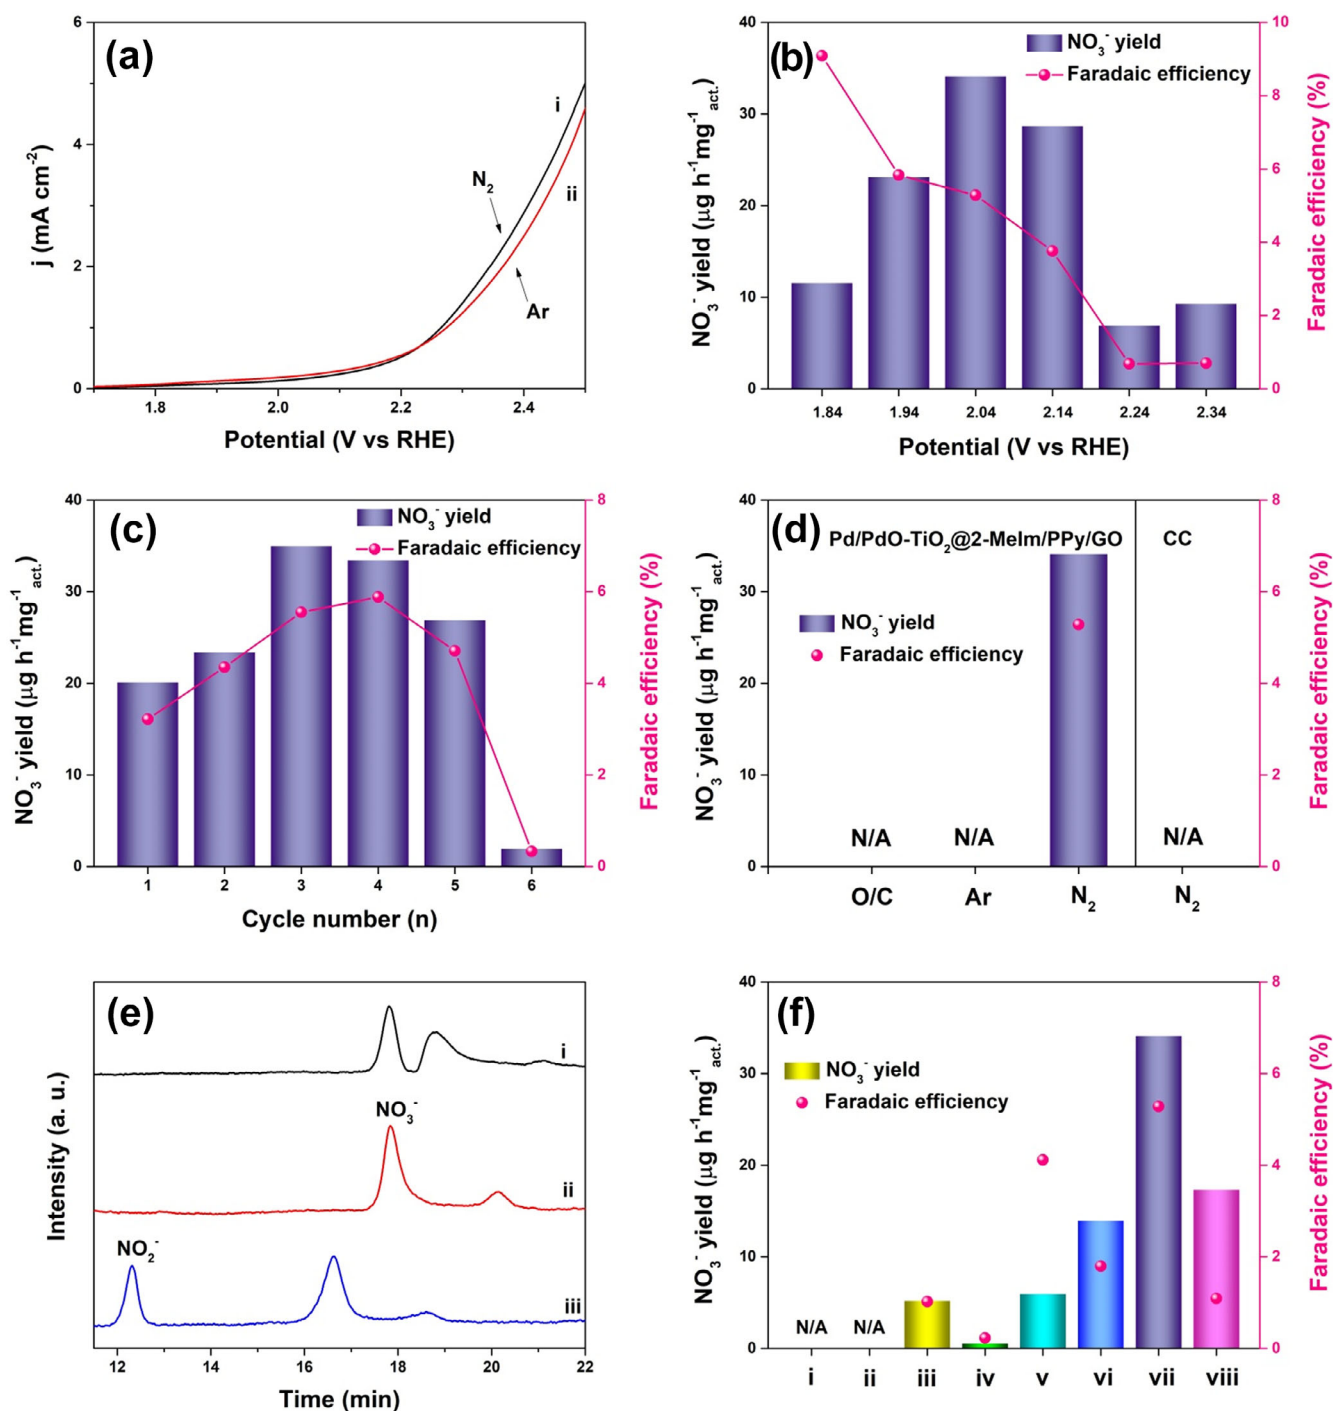 (a)
6
4
2
0
j (mA cm⁻²)
N₂
i
ii
Ar
1.8 2.0 2.2 2.4
Potential (V vs RHE)
(b)
NO₃⁻ yield
Faradaic efficiency
40
30
20
10
0
NO₃⁻ yield (μg h⁻¹mg⁻¹ act.)
10
8
6
4
2
0
Faradaic efficiency (%)
1.84 1.94 2.04 2.14 2.24 2.34
Potential (V vs RHE)
(c)
NO₃⁻ yield
Faradaic efficiency
40
30
20
10
0
NO₃⁻ yield (μg h⁻¹mg⁻¹ act.)
8
6
4
2
0
Faradaic efficiency (%)
1 2 3 4 5 6
Cycle number (n)
(d)
Pd/PdO-TiO₂@2-MeIm/PPy/GO CC
NO₃⁻ yield
Faradaic efficiency
40
30
20
10
0
NO₃⁻ yield (μg h⁻¹mg⁻¹ act.)
8
6
4
2
0
Faradaic efficiency (%)
N/A N/A N/A
O/C Ar N₂ N₂
(e)
i
NO₃⁻
ii
NO₂⁻
iii
Intensity (a. u.)
12 14 16 18 20 22
Time (min)
(f)
NO₃⁻ yield
Faradaic efficiency
40
30
20
10
0
NO₃⁻ yield (μg h⁻¹mg⁻¹ act.)
8
6
4
2
0
Faradaic efficiency (%)
N/A N/A
i ii iii iv v vi vii viii